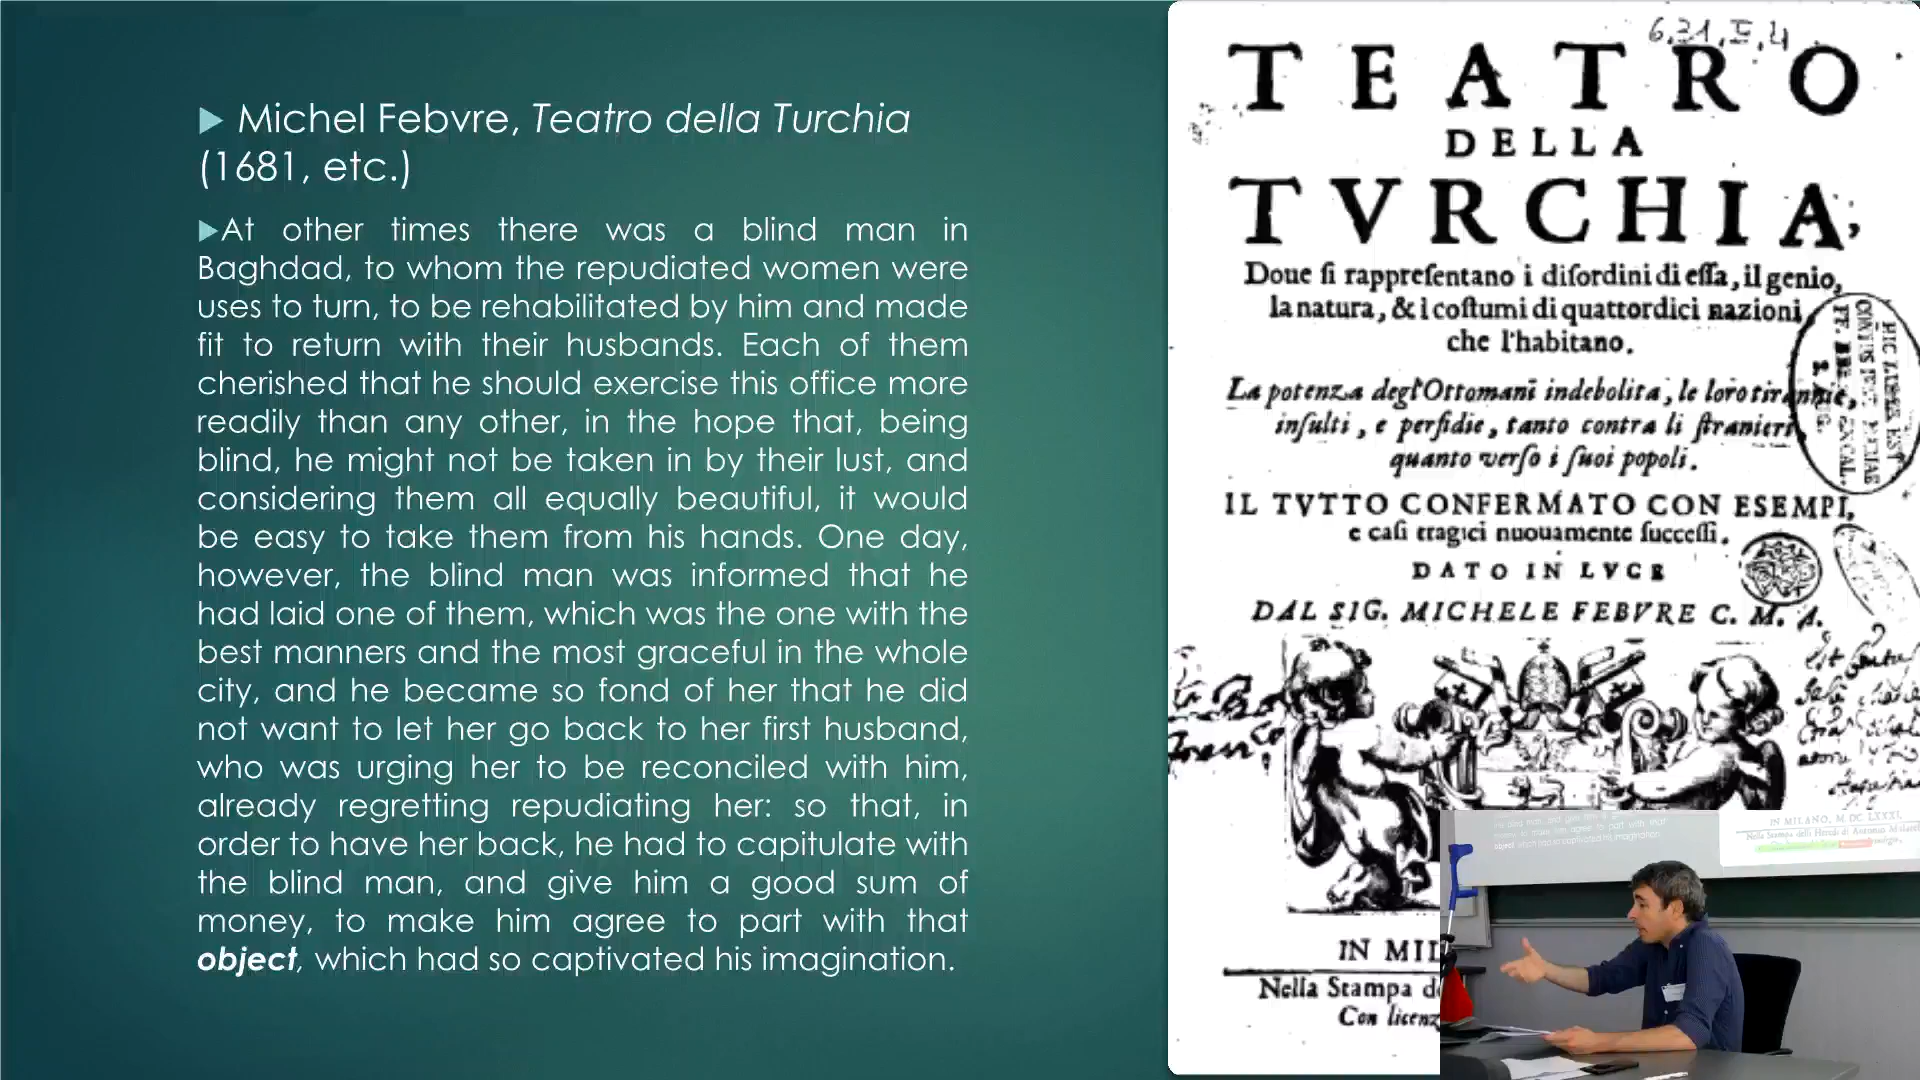 Michel Febvre, Teatro della Turchia
(1681, etc.)
At other times there was a blind man in
Baghdad, to whom the repudiated women were
uses to turn, to be rehabilitated by him and made
fit to return with their husbands. Each of them
cherished that he should exercise this office more
readily than any other, in the hope that, being
blind, he might not be taken in by their lust, and
considering them all equally beautiful, it would
be easy to take them from his hands. One day,
however, the blind man was informed that he
had laid one of them, which was the one with the
best manners and the most graceful in the whole
city, and he became so fond of her that he did
not want to let her go back to her first husband,
who was urging her to be reconciled with him,
already regretting repudiating her: so that, in
order to have her back, he had to capitulate with
the blind man, and give him a good sum of
money, to make him agree to part with that
object, which had so captivated his imagination.
6.31.E.4
TEATRO
DELLA
TVRCHIA,
Doue ſi rappreſentano i diſordini di eſſa, il genio,
la natura, & i coſtumi di quattordici nazioni
che l'habitano.
La potenza degl'Ottomani indebolita, le loro tirannie,
inſulti, e perfidie, tanto contra li ſtranieri
quanto verſo i ſuoi popoli.
IL TVTTO CONFERMATO CON ESEMPI,
e caſi tragici nuouamente ſucceſſi.
DATO IN LVCE
DAL SIG. MICHELE FEBVRE C. M. A.
IN MIL
Nella Stampa d
Con licenz
IN MILANO, M. DC. LXXXI.